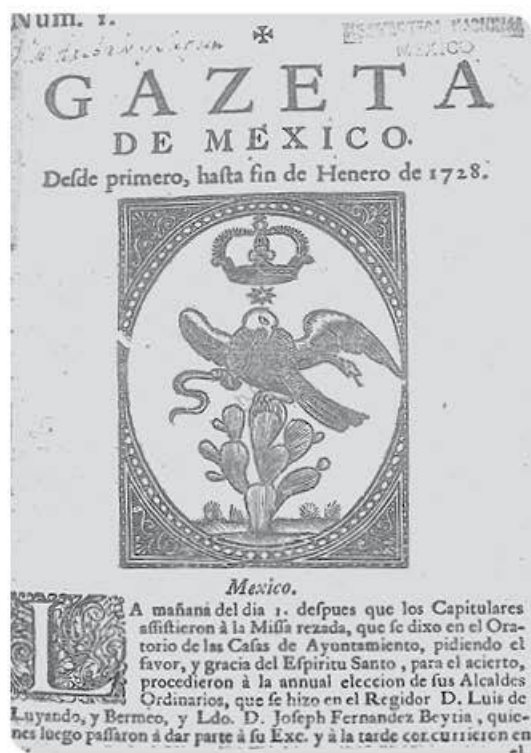 Num. 1.
HEMEROTECA NACIONAL
MEXICO
GAZETA
DE MEXICO.
Desde primero, hasta fin de Henero de 1728.
Mexico.
LA mañana del dia 1. despues que los Capitulares
assistieron à la Missa rezada, que se dixo en el Ora-
torio de las Casas de Ayuntamiento, pidiendo el
favor, y gracia del Espiritu Santo, para el acierto,
procedieron à la annual eleccion de sus Alcaldes
Ordinarios, que se hizo en el Regidor D. Luis de
Luyando, y Bermeo, y Ldo. D. Joseph Fernandez Beytia, quie-
nes luego passaron à dar parte à su Exc. y à la tarde concurrieron en